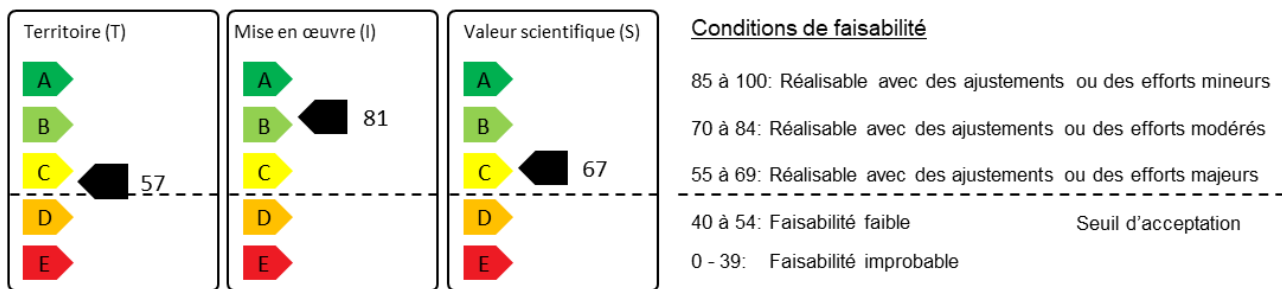 Territoire (T)
A
B
C
57
D
E
Mise en œuvre (I)
A
B
81
C
D
E
Valeur scientifique (S)
A
B
C
67
D
E
Conditions de faisabilité
85 à 100: Réalisable avec des ajustements ou des efforts mineurs
70 à 84: Réalisable avec des ajustements ou des efforts modérés
55 à 69: Réalisable avec des ajustements ou des efforts majeurs
40 à 54: Faisabilité faible Seuil d’acceptation
0 - 39: Faisabilité improbable